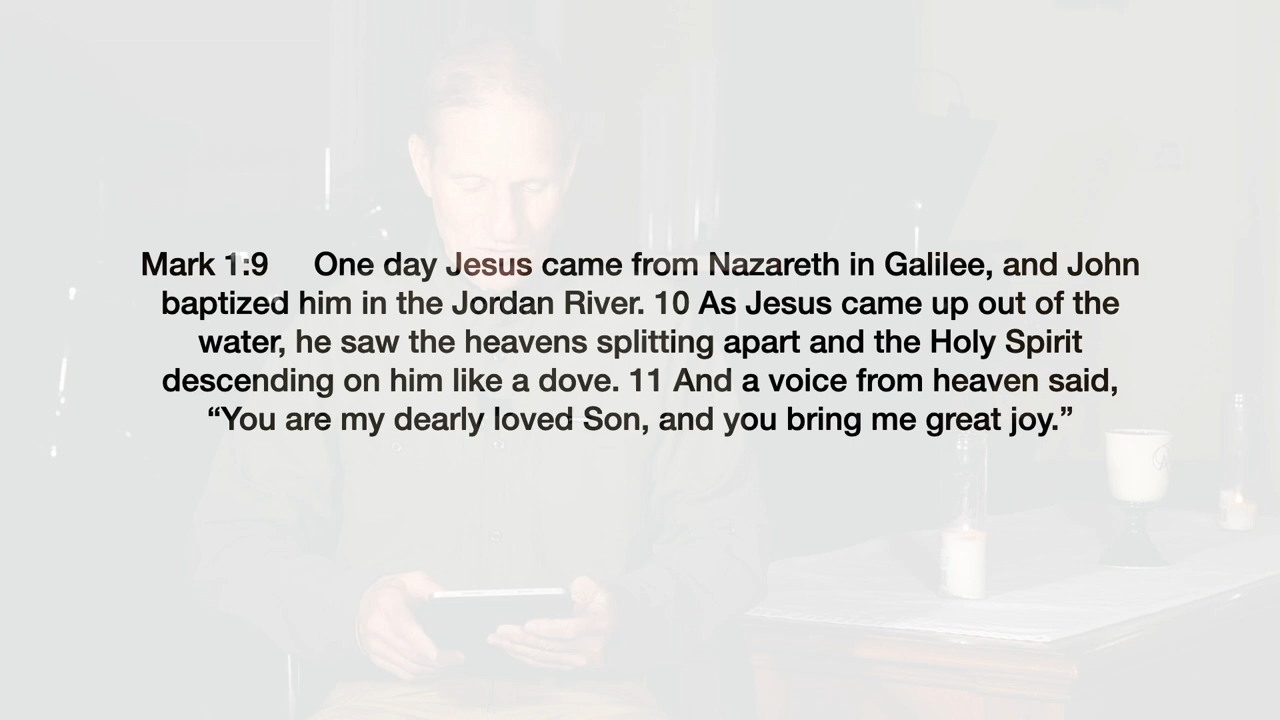 Mark 1:9 One day Jesus came from Nazareth in Galilee, and John
baptized him in the Jordan River. 10 As Jesus came up out of the
water, he saw the heavens splitting apart and the Holy Spirit
descending on him like a dove. 11 And a voice from heaven said,
“You are my dearly loved Son, and you bring me great joy.”